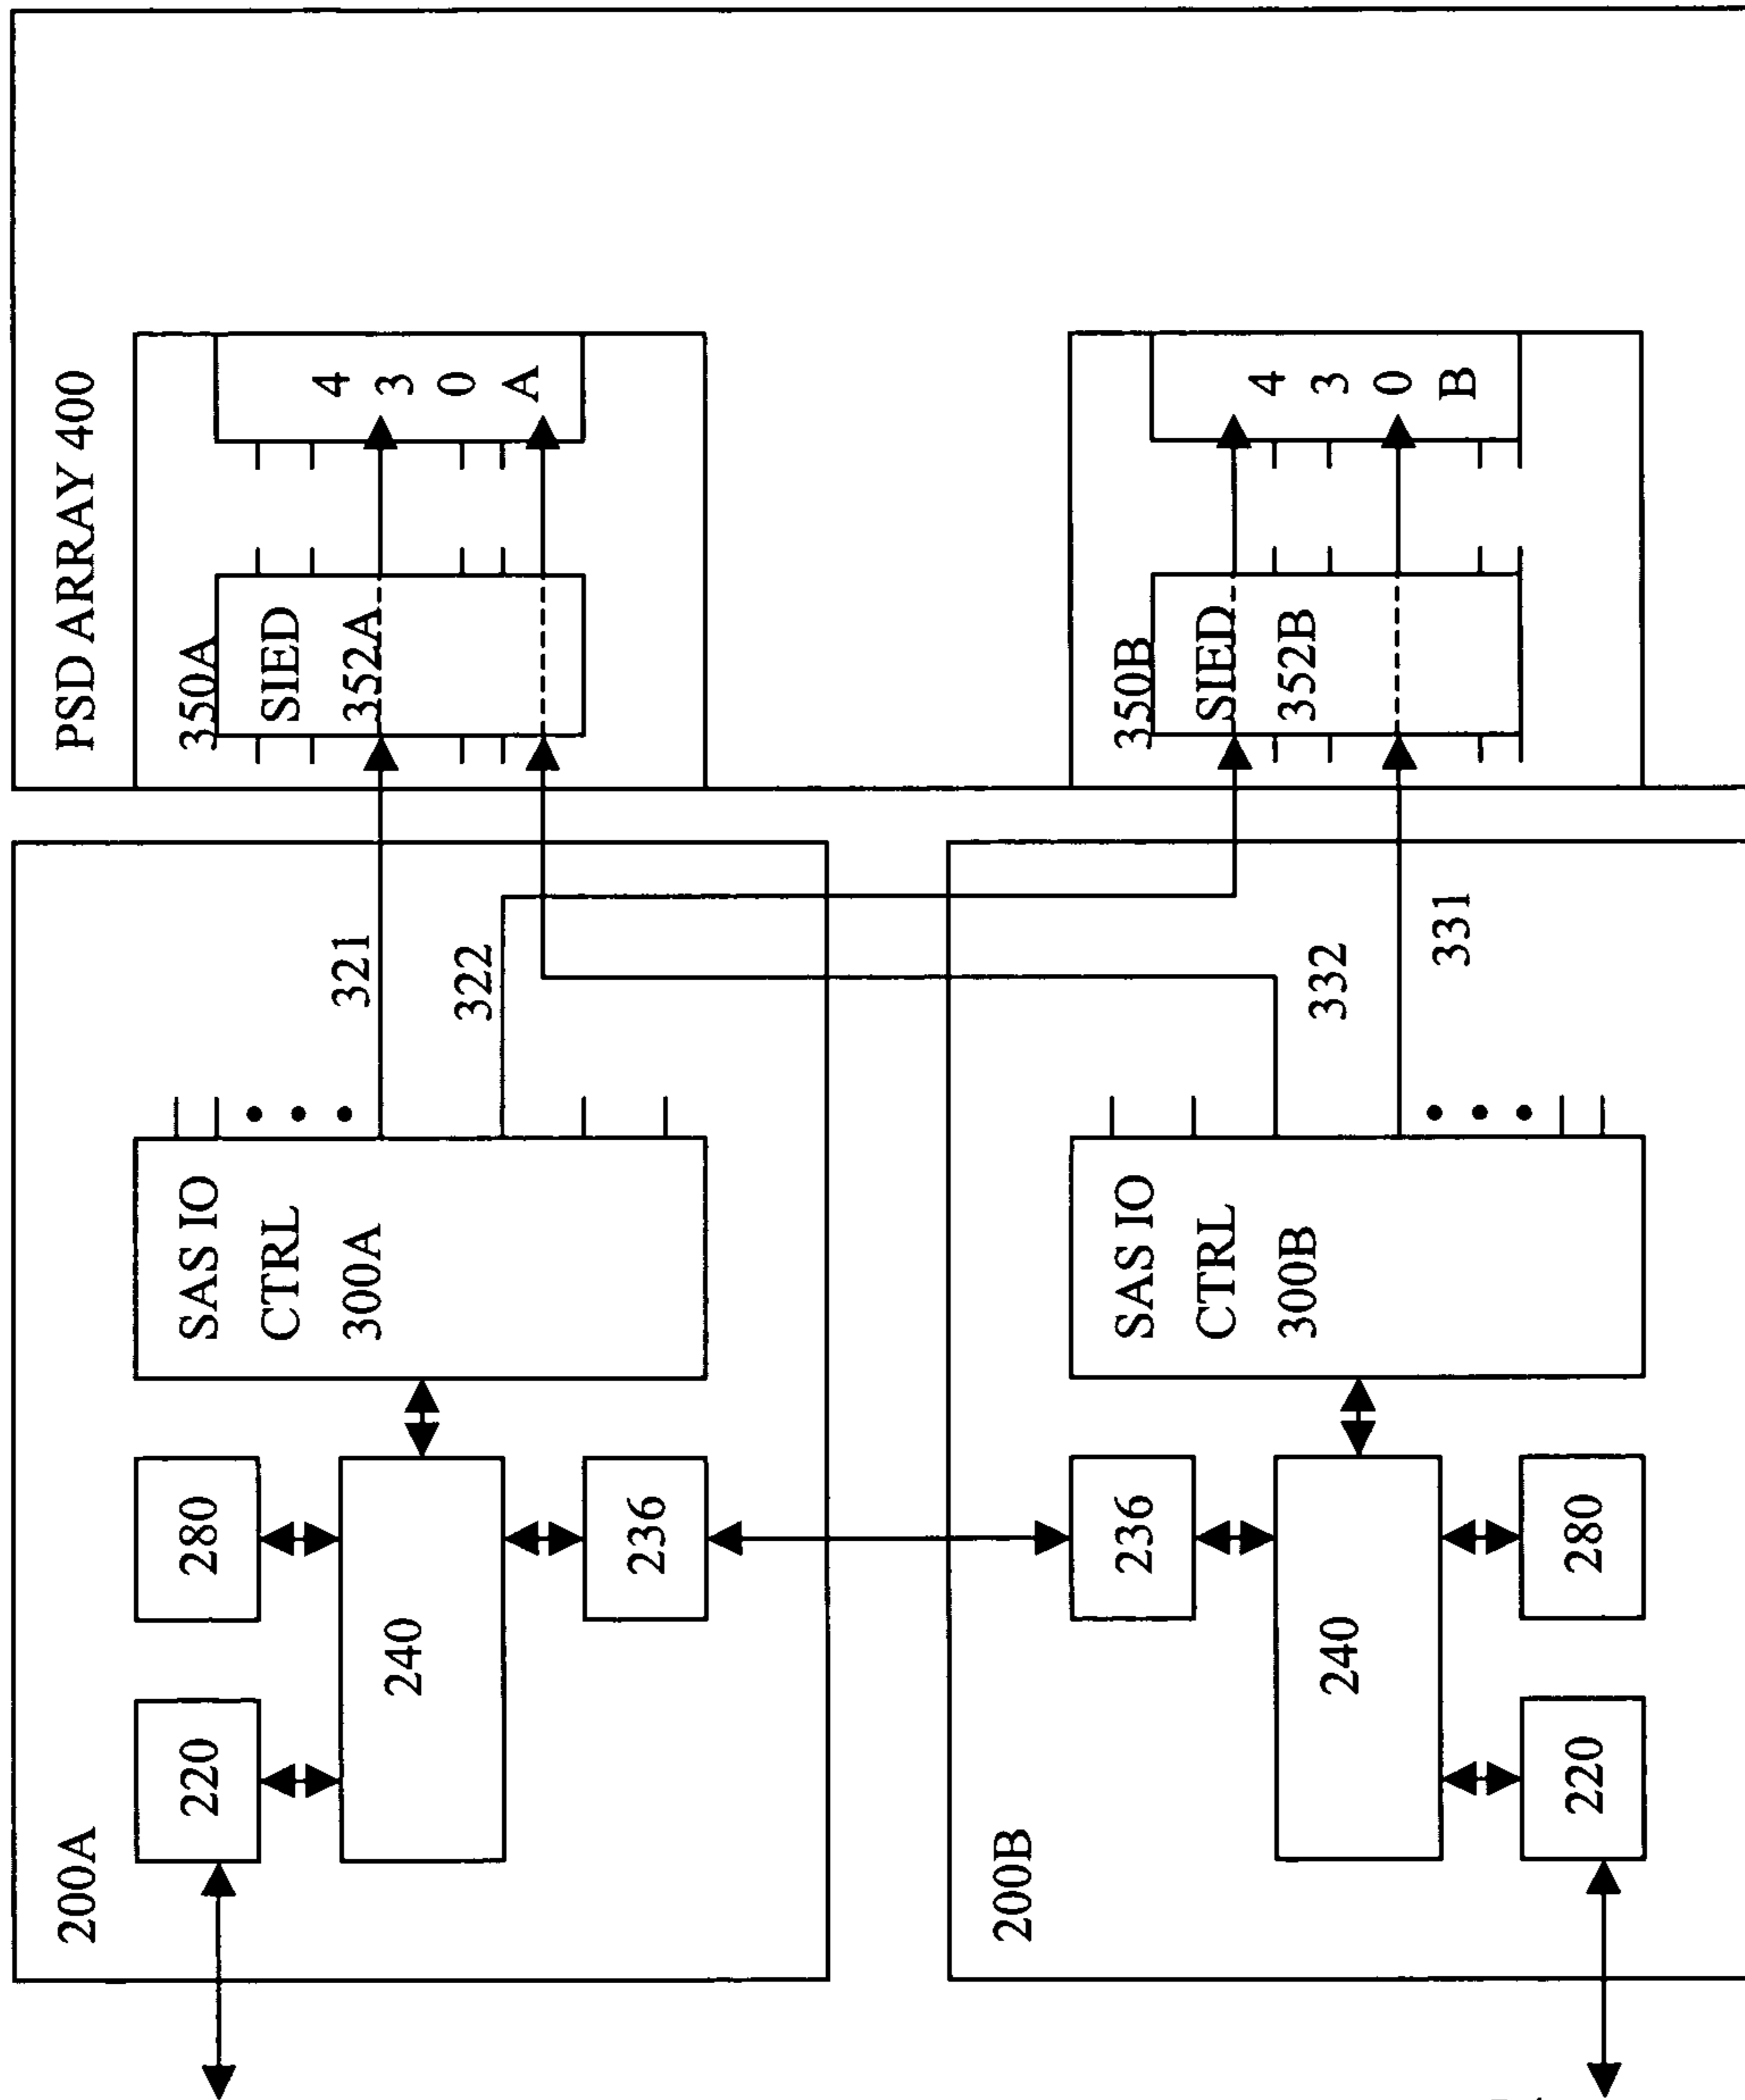 PSD ARRAY 400
200A
220
280
240
236
SAS IO
CTRL
300A
321
322
350A
SIED
352A
4
3
0
A
200B
236
240
220
280
SAS IO
CTRL
300B
332
331
350B
SIED
352B
4
3
0
B